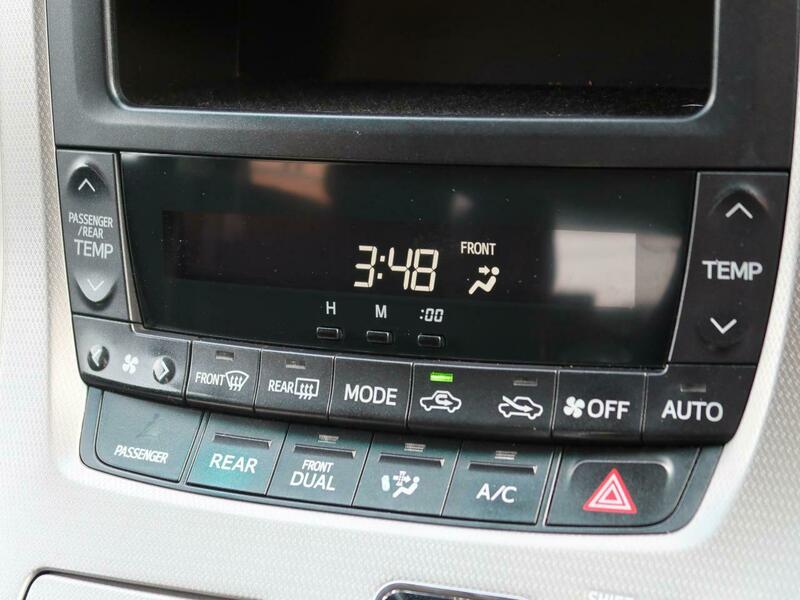 PASSENGER
/REAR
TEMP
3:48
FRONT
H M :00
TEMP
FRONT
REAR
MODE
OFF
AUTO
PASSENGER
REAR
FRONT
DUAL
A/C